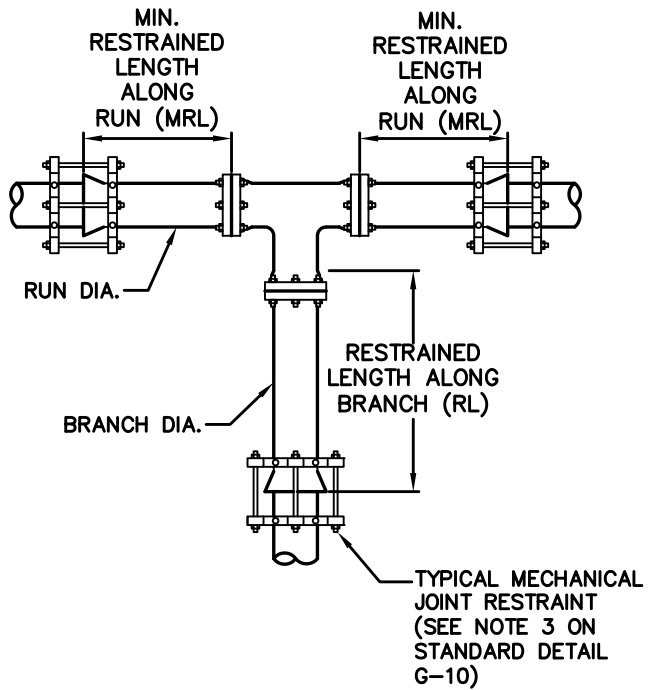 MIN.
RESTRAINED
LENGTH
ALONG
RUN (MRL)
MIN.
RESTRAINED
LENGTH
ALONG
RUN (MRL)
RUN DIA.
RESTRAINED
LENGTH ALONG
BRANCH (RL)
BRANCH DIA.
TYPICAL MECHANICAL
JOINT RESTRAINT
(SEE NOTE 3 ON
STANDARD DETAIL
G-10)